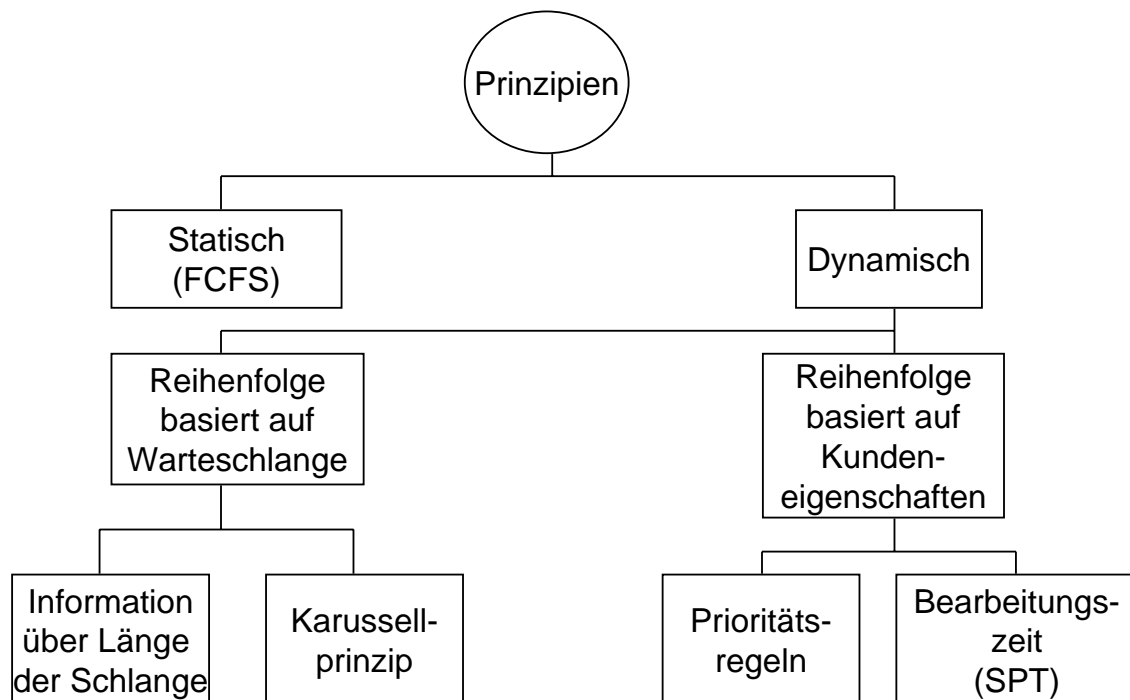 Prinzipien
Statisch
(FCFS)
Dynamisch
Reihenfolge
basiert auf
Warteschlange
Reihenfolge
basiert auf
Kunden-
eigenschaften
Information
über Länge
der Schlange
Karussell-
prinzip
Prioritäts-
regeln
Bearbeitungs-
zeit
(SPT)